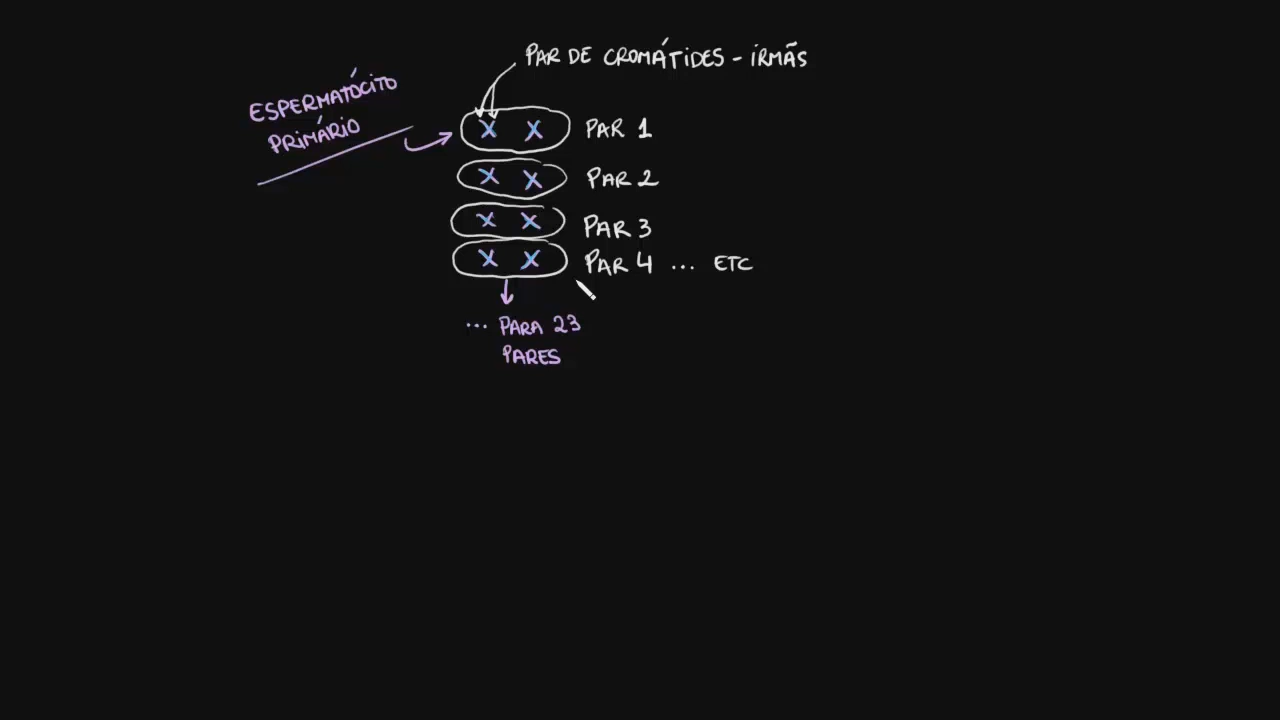 PAR DE CROMÁTIDES - IRMÃS
ESPERMATÓCITO
PRIMÁRIO
PAR 1
PAR 2
PAR 3
PAR 4 ... ETC
... PARA 23
PARES